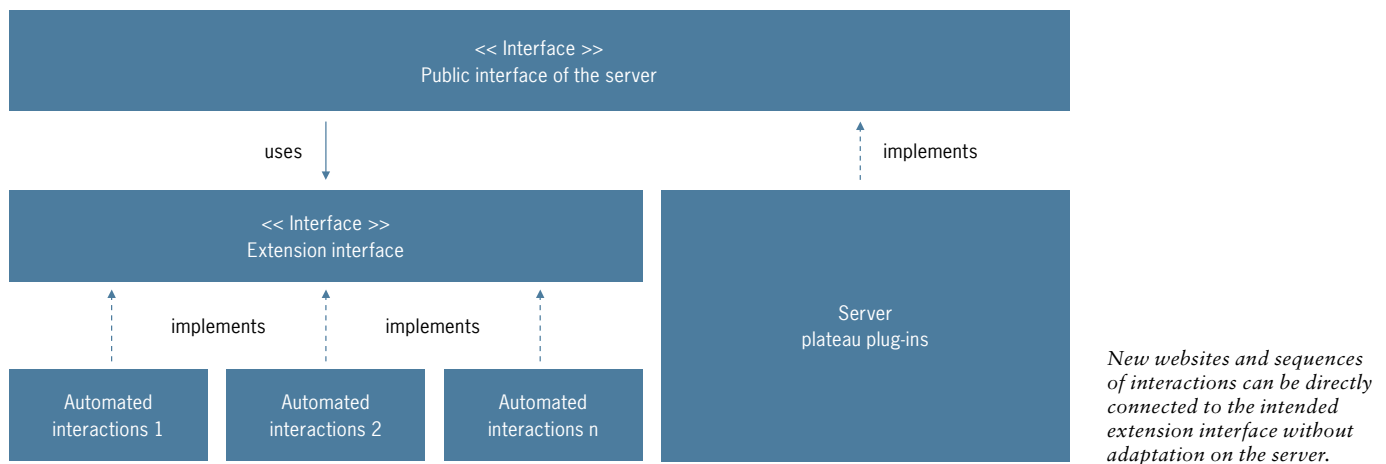 << Interface >>
Public interface of the server
uses
implements
<< Interface >>
Extension interface
implements
implements
Server
plateau plug-ins
Automated
interactions 1
Automated
interactions 2
Automated
interactions n
New websites and sequences
of interactions can be directly
connected to the intended
extension interface without
adaptation on the server.